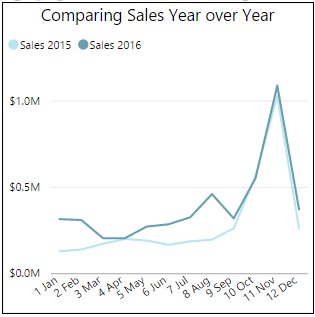 Comparing Sales Year over Year
Sales 2015 Sales 2016
$1.0M
$0.5M
$0.0M
1 Jan 2 Feb 3 Mar 4 Apr 5 May 6 Jun 7 Jul 8 Aug 9 Sep 10 Oct 11 Nov 12 Dec